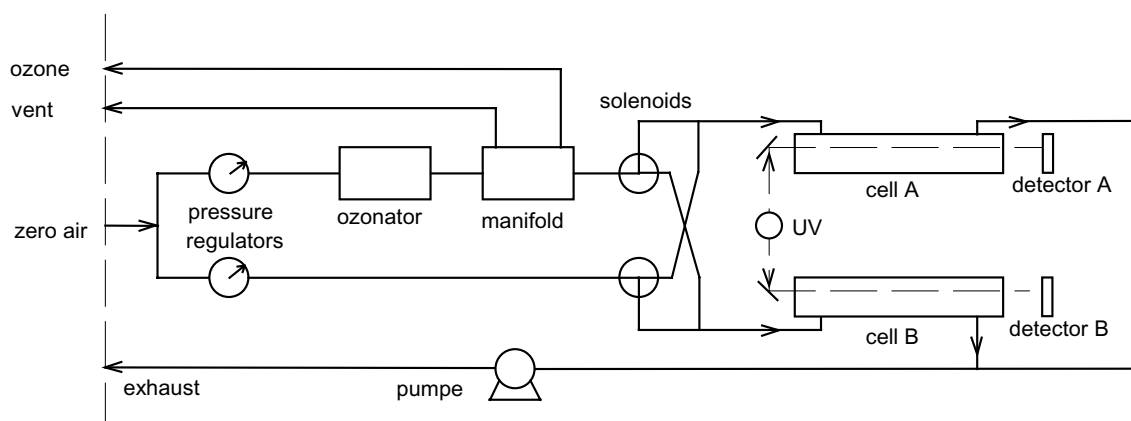 ozone
vent
solenoids
zero air
pressure
regulators
ozonator
manifold
UV
cell A
detector A
cell B
detector B
exhaust
pumpe